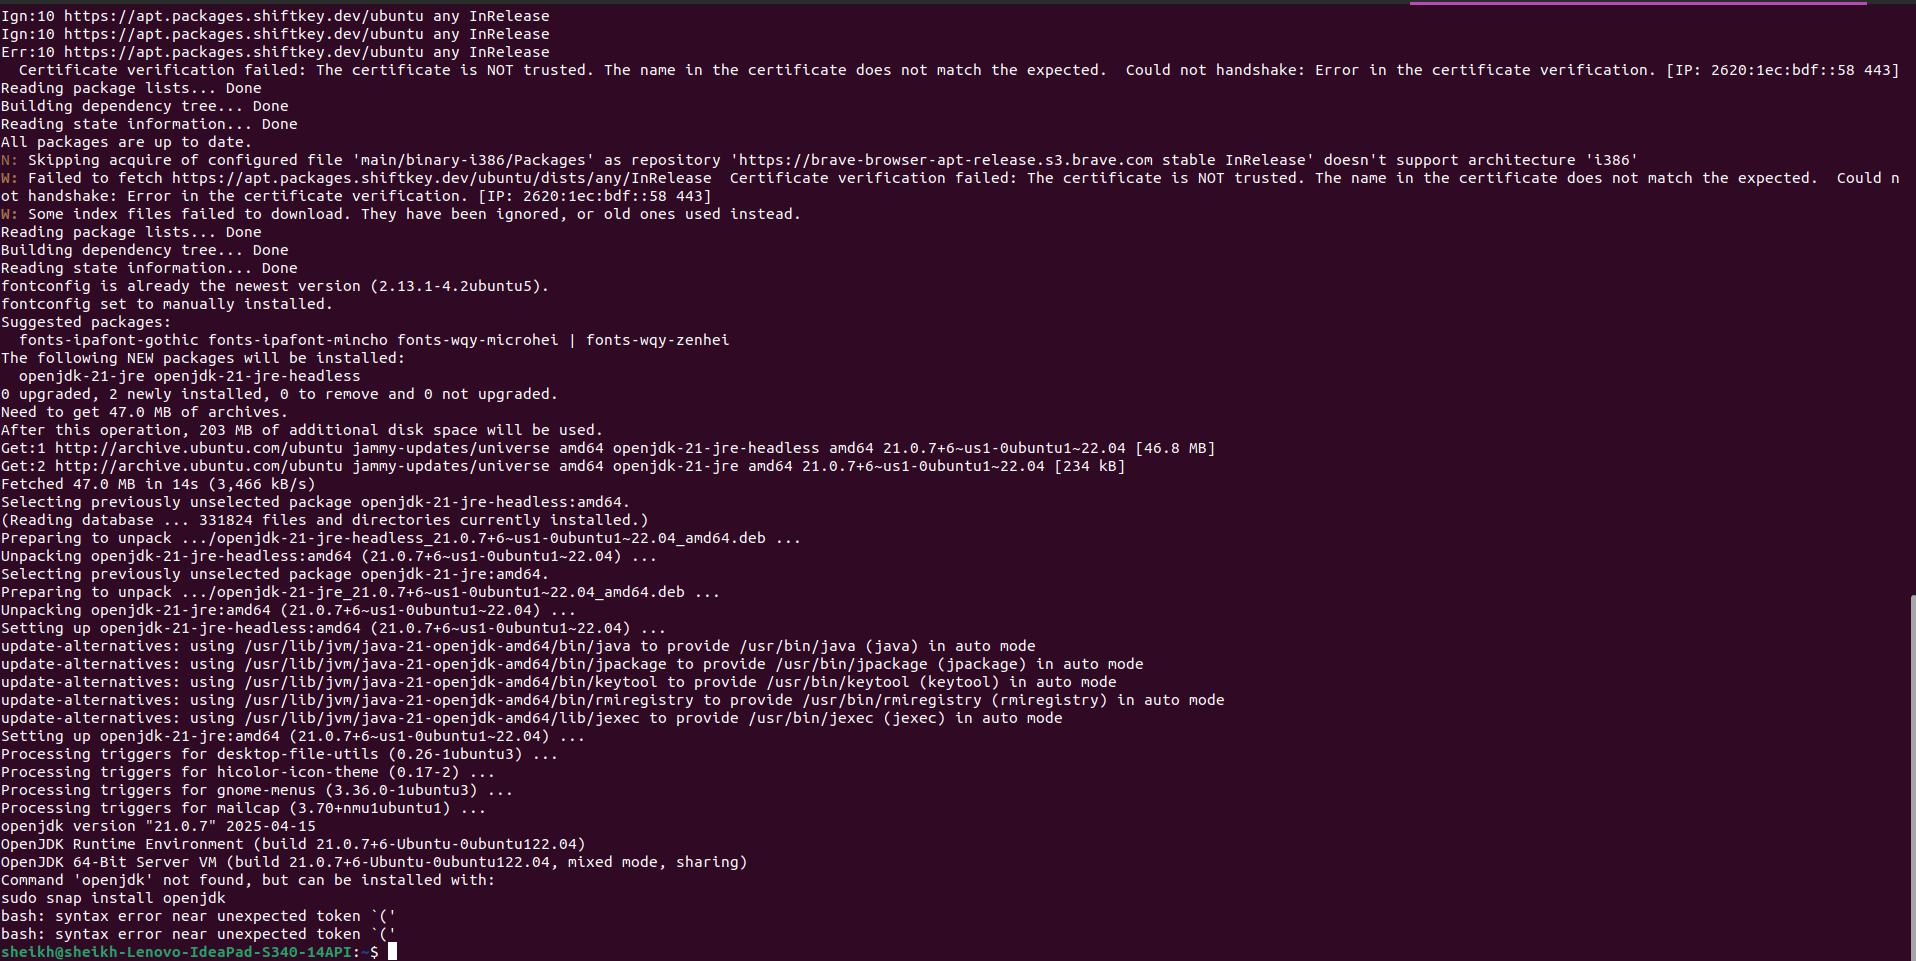 Ign:10 https://apt.packages.shiftkey.dev/ubuntu any InRelease
Ign:10 https://apt.packages.shiftkey.dev/ubuntu any InRelease
Err:10 https://apt.packages.shiftkey.dev/ubuntu any InRelease
  Certificate verification failed: The certificate is NOT trusted. The name in the certificate does not match the expected.  Could not handshake: Error in the certificate verification. [IP: 2620:1ec:bdf::58 443]
Reading package lists... Done
Building dependency tree... Done
Reading state information... Done
All packages are up to date.
N: Skipping acquire of configured file 'main/binary-i386/Packages' as repository 'https://brave-browser-apt-release.s3.brave.com stable InRelease' doesn't support architecture 'i386'
W: Failed to fetch https://apt.packages.shiftkey.dev/ubuntu/dists/any/InRelease  Certificate verification failed: The certificate is NOT trusted. The name in the certificate does not match the expected.  Could n
ot handshake: Error in the certificate verification. [IP: 2620:1ec:bdf::58 443]
W: Some index files failed to download. They have been ignored, or old ones used instead.
Reading package lists... Done
Building dependency tree... Done
Reading state information... Done
fontconfig is already the newest version (2.13.1-4.2ubuntu5).
fontconfig set to manually installed.
Suggested packages:
  fonts-ipafont-gothic fonts-ipafont-mincho fonts-wqy-microhei | fonts-wqy-zenhei
The following NEW packages will be installed:
  openjdk-21-jre openjdk-21-jre-headless
0 upgraded, 2 newly installed, 0 to remove and 0 not upgraded.
Need to get 47.0 MB of archives.
After this operation, 203 MB of additional disk space will be used.
Get:1 http://archive.ubuntu.com/ubuntu jammy-updates/universe amd64 openjdk-21-jre-headless amd64 21.0.7+6~us1-0ubuntu1~22.04 [46.8 MB]
Get:2 http://archive.ubuntu.com/ubuntu jammy-updates/universe amd64 openjdk-21-jre amd64 21.0.7+6~us1-0ubuntu1~22.04 [234 kB]
Fetched 47.0 MB in 14s (3,466 kB/s)
Selecting previously unselected package openjdk-21-jre-headless:amd64.
(Reading database ... 331824 files and directories currently installed.)
Preparing to unpack .../openjdk-21-jre-headless_21.0.7+6~us1-0ubuntu1~22.04_amd64.deb ...
Unpacking openjdk-21-jre-headless:amd64 (21.0.7+6~us1-0ubuntu1~22.04) ...
Selecting previously unselected package openjdk-21-jre:amd64.
Preparing to unpack .../openjdk-21-jre_21.0.7+6~us1-0ubuntu1~22.04_amd64.deb ...
Unpacking openjdk-21-jre:amd64 (21.0.7+6~us1-0ubuntu1~22.04) ...
Setting up openjdk-21-jre-headless:amd64 (21.0.7+6~us1-0ubuntu1~22.04) ...
update-alternatives: using /usr/lib/jvm/java-21-openjdk-amd64/bin/java to provide /usr/bin/java (java) in auto mode
update-alternatives: using /usr/lib/jvm/java-21-openjdk-amd64/bin/jpackage to provide /usr/bin/jpackage (jpackage) in auto mode
update-alternatives: using /usr/lib/jvm/java-21-openjdk-amd64/bin/keytool to provide /usr/bin/keytool (keytool) in auto mode
update-alternatives: using /usr/lib/jvm/java-21-openjdk-amd64/bin/rmiregistry to provide /usr/bin/rmiregistry (rmiregistry) in auto mode
update-alternatives: using /usr/lib/jvm/java-21-openjdk-amd64/lib/jexec to provide /usr/bin/jexec (jexec) in auto mode
Setting up openjdk-21-jre:amd64 (21.0.7+6~us1-0ubuntu1~22.04) ...
Processing triggers for desktop-file-utils (0.26-1ubuntu3) ...
Processing triggers for hicolor-icon-theme (0.17-2) ...
Processing triggers for gnome-menus (3.36.0-1ubuntu3) ...
Processing triggers for mailcap (3.70+nmu1ubuntu1) ...
openjdk version "21.0.7" 2025-04-15
OpenJDK Runtime Environment (build 21.0.7+6-Ubuntu-0ubuntu122.04)
OpenJDK 64-Bit Server VM (build 21.0.7+6-Ubuntu-0ubuntu122.04, mixed mode, sharing)
Command 'openjdk' not found, but can be installed with:
sudo snap install openjdk
bash: syntax error near unexpected token `('
bash: syntax error near unexpected token `('
sheikh@sheikh-Lenovo-IdeaPad-S340-14API:~$